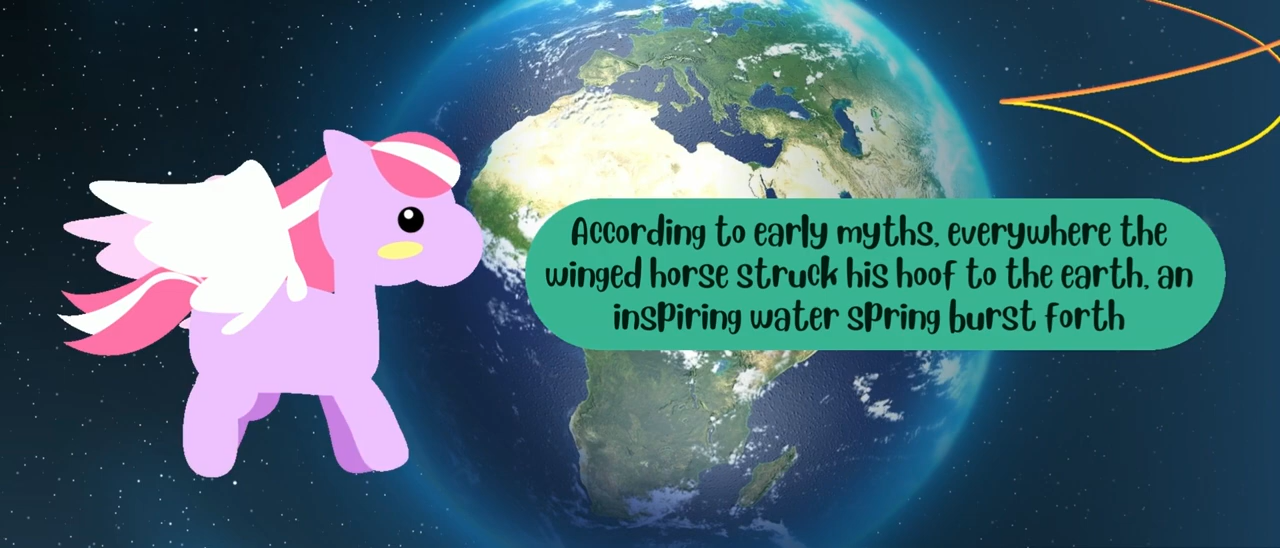 According to early myths, everywhere the
winged horse struck his hoof to the earth, an
inspiring water spring burst forth